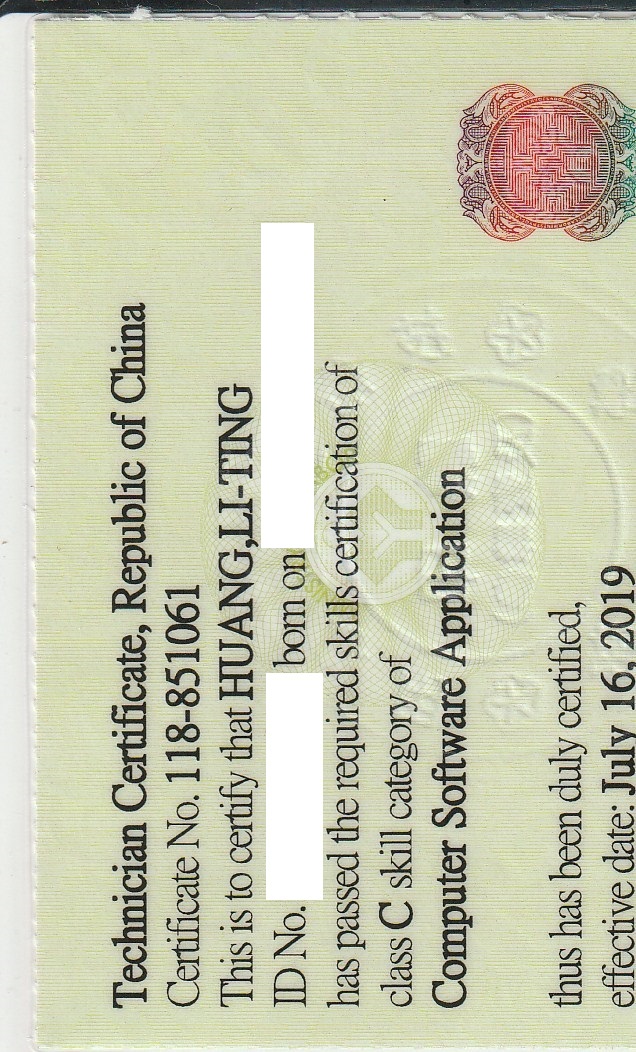 Technician Certificate, Republic of China
Certificate No. 118-851061
This is to certify that HUANG,LI-TING
ID No. born on
has passed the required skills certification of
class C skill category of
Computer Software Application
thus has been duly certified,
effective date: July 16, 2019